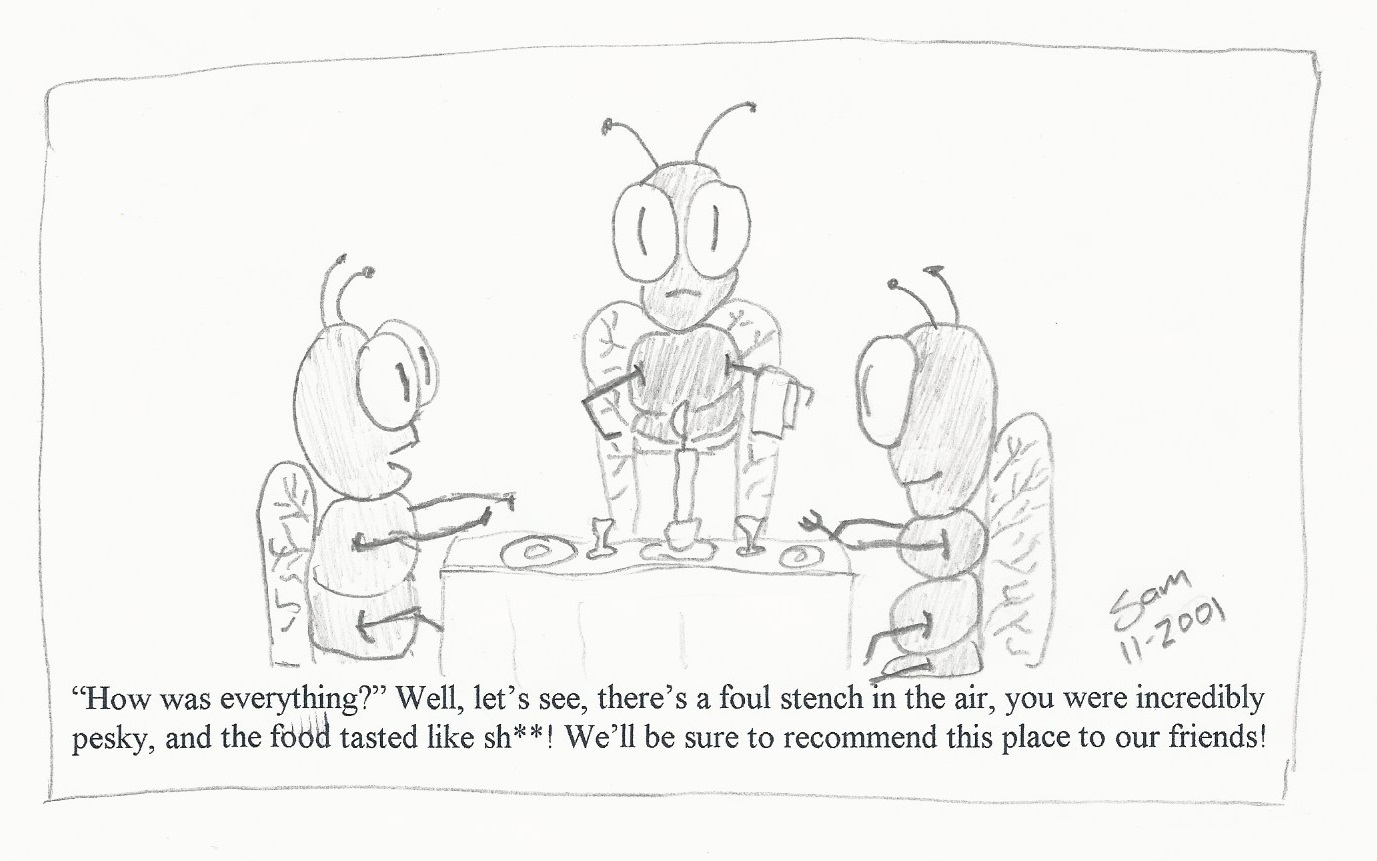 Sam
11-2001
“How was everything?” Well, let’s see, there’s a foul stench in the air, you were incredibly
pesky, and the food tasted like sh**! We’ll be sure to recommend this place to our friends!